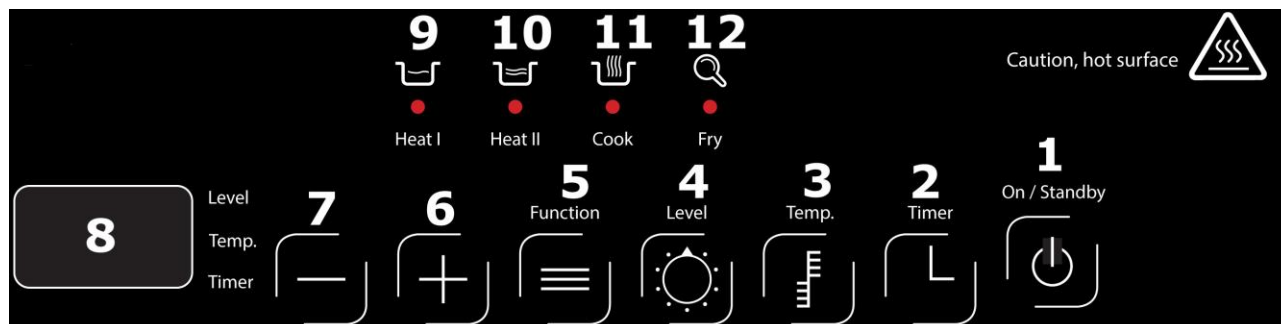 9 10 11 12
Caution, hot surface
Heat I Heat II Cook Fry
1
On / Standby
5 4 3 2
Function Level Temp. Timer
7 6
8
Level
Temp.
Timer